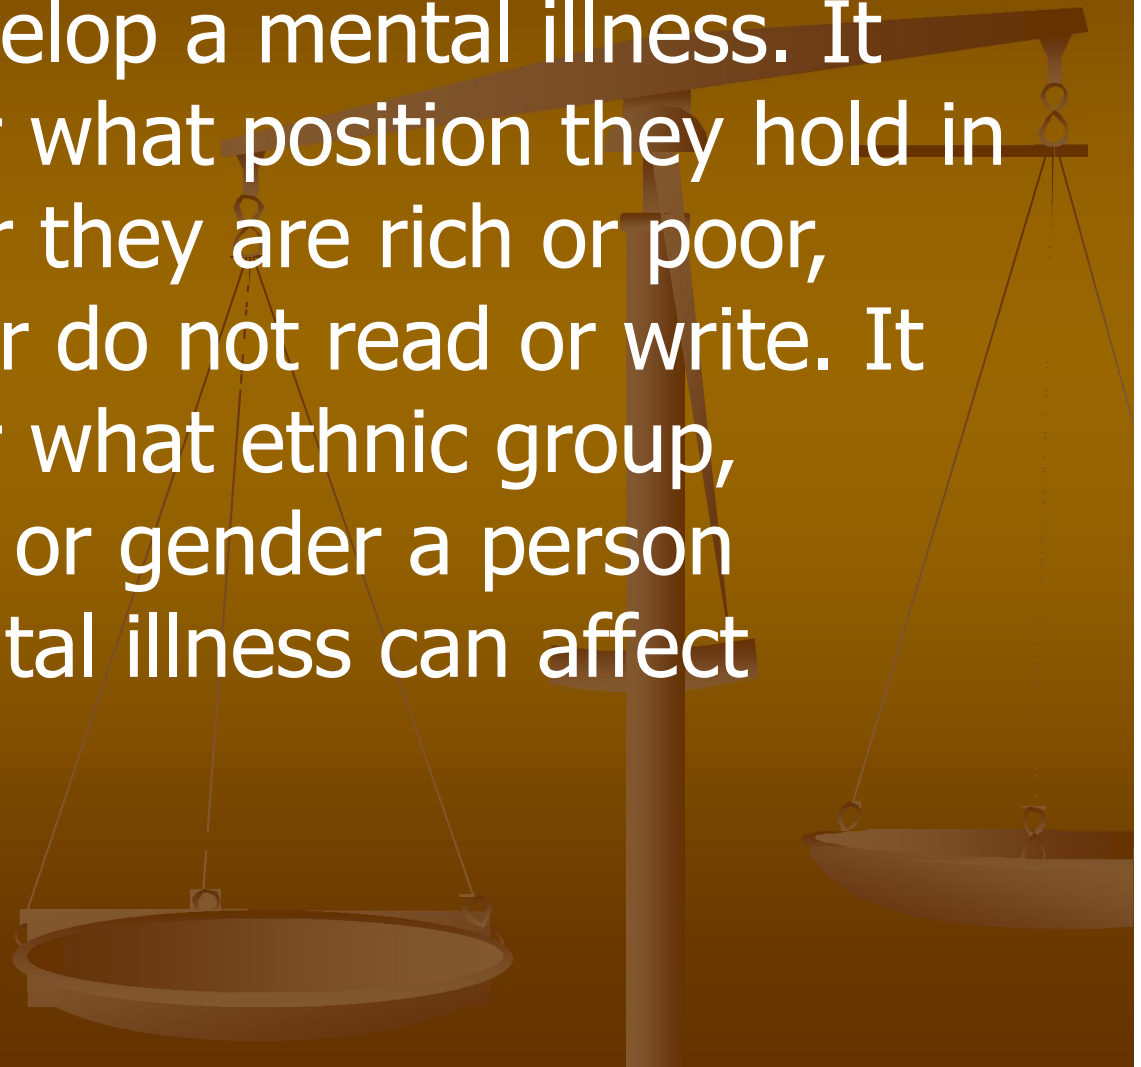 elop a mental illness. It
what position they hold in
they are rich or poor,
do not read or write. It
what ethnic group,
or gender a person
tal illness can affect